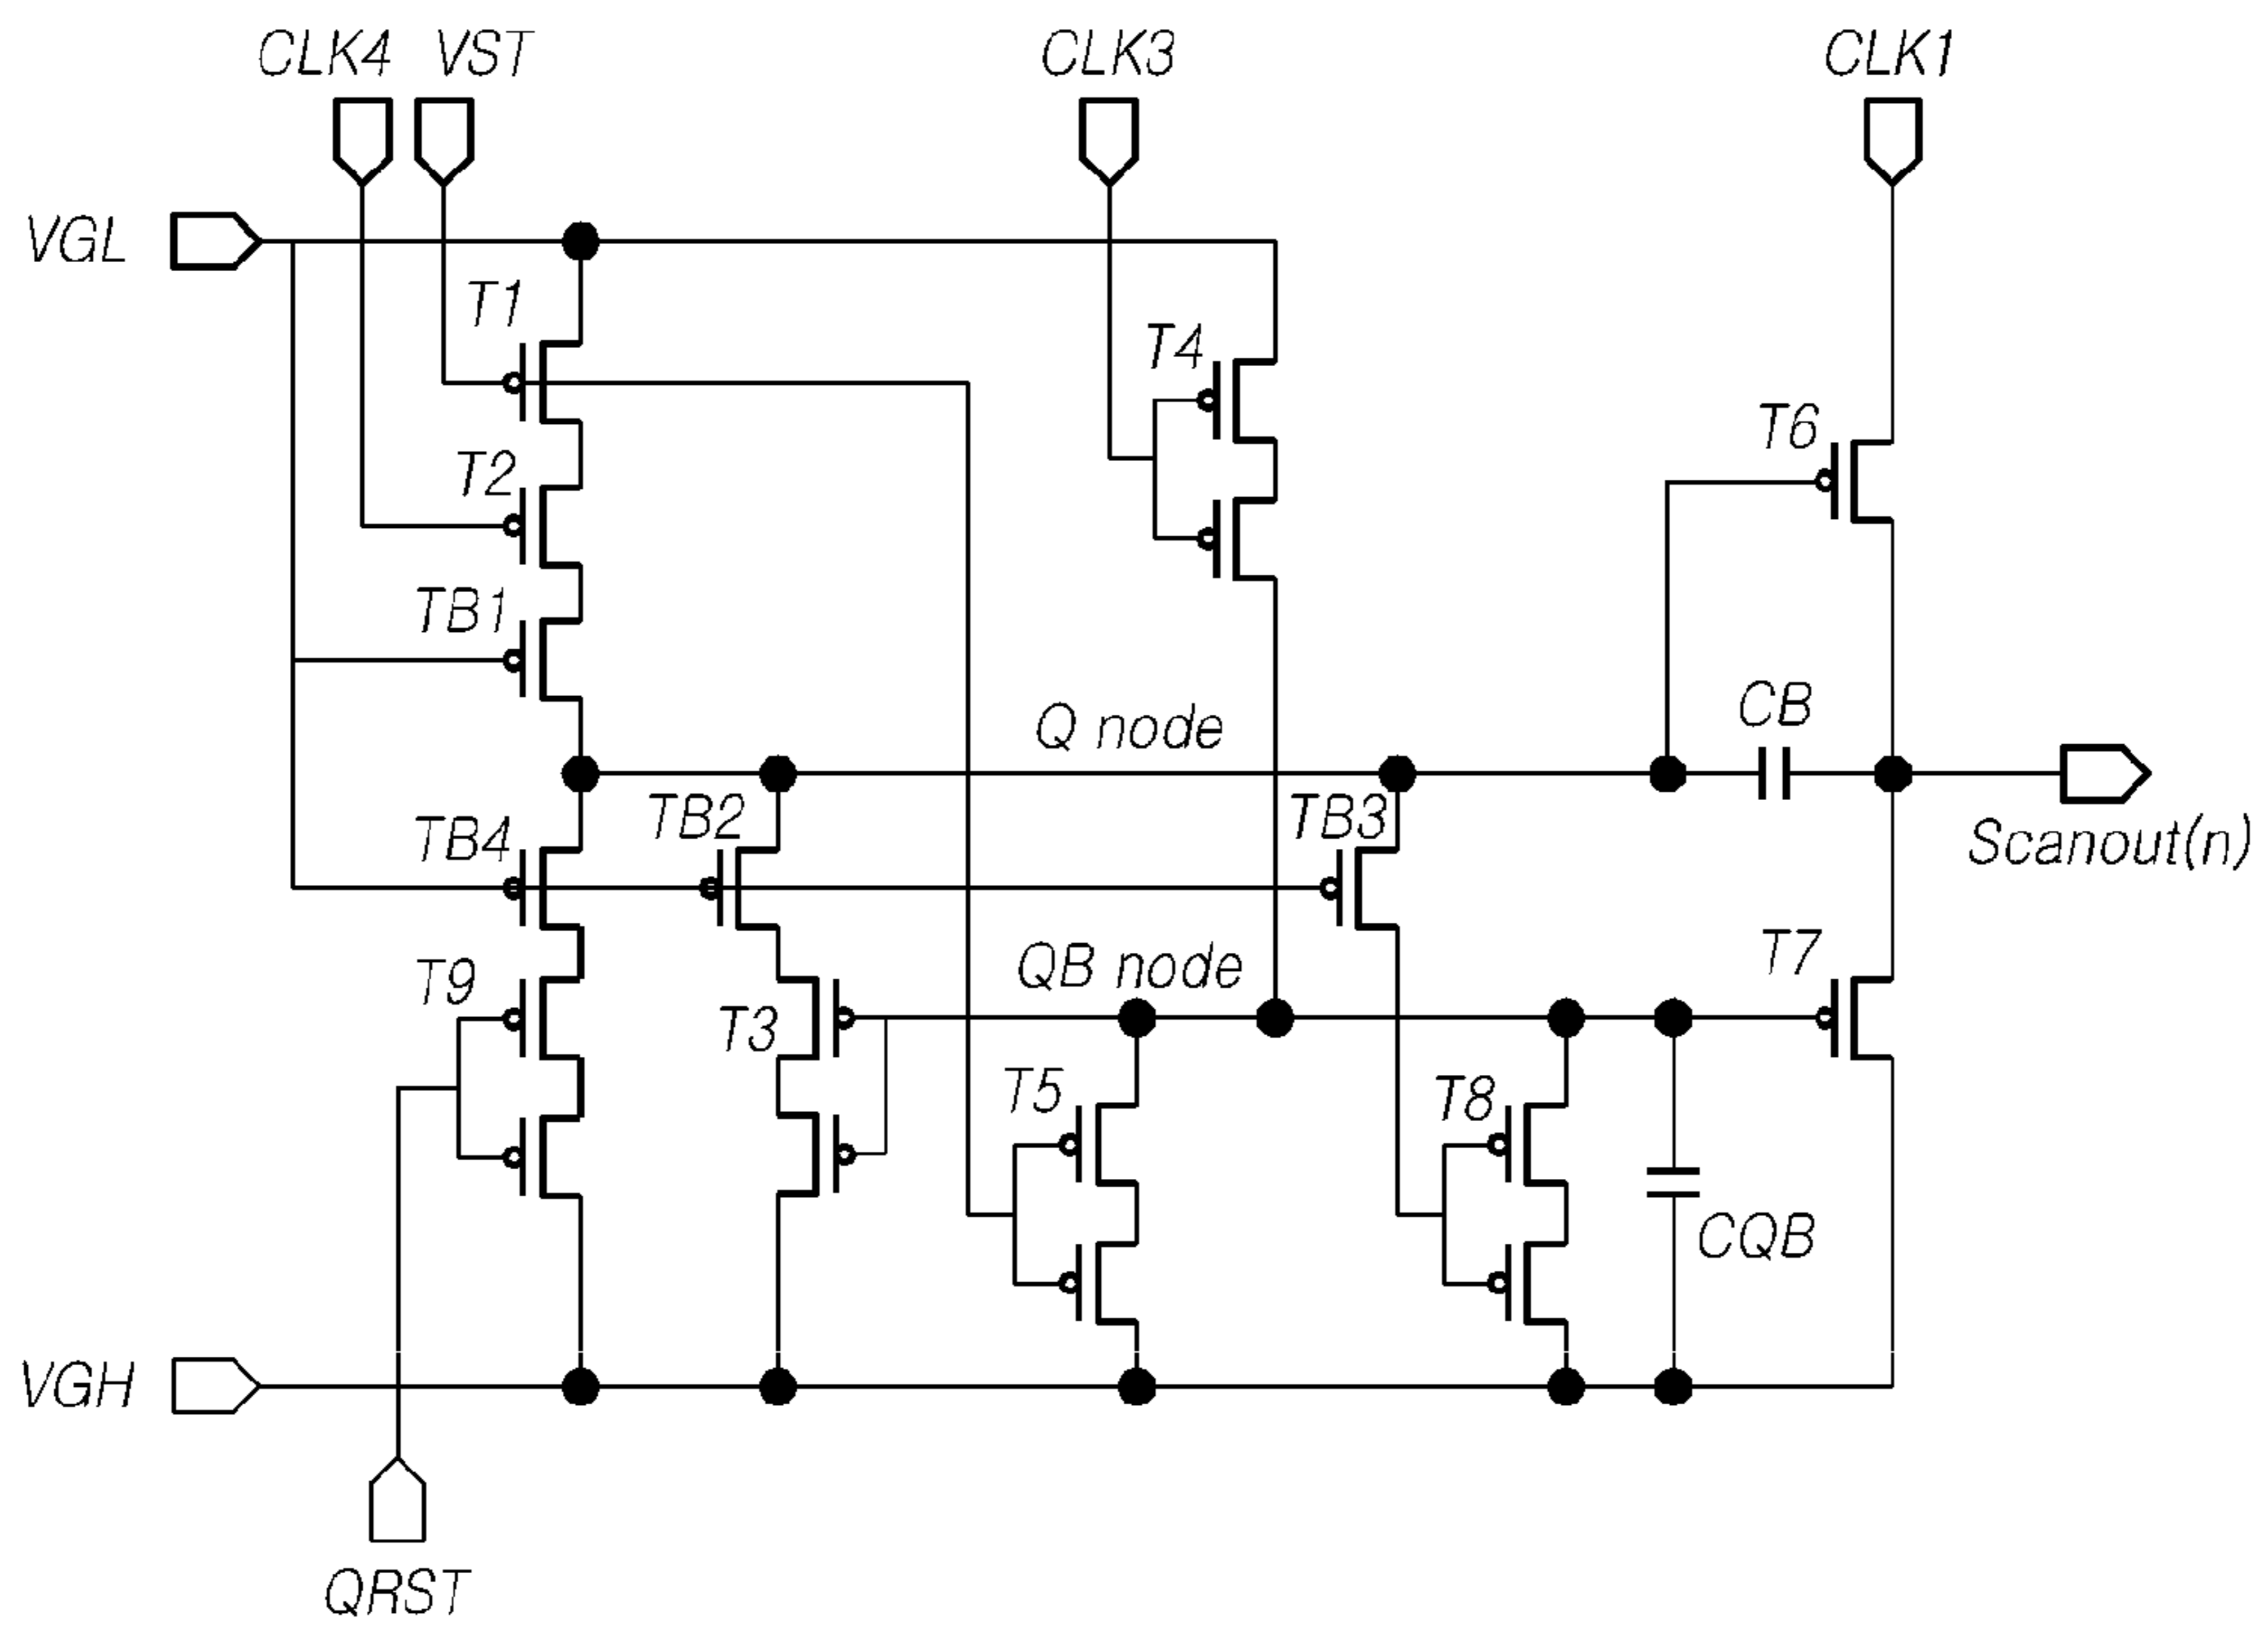 CLK4
VST
CLK3
CLK1
VGL
T1
T4
T6
T2
TB1
Q node
CB
TB4
TB2
TB3
Scanout(n)
T9
T3
QB node
T7
T5
T8
CQB
VGH
QRST